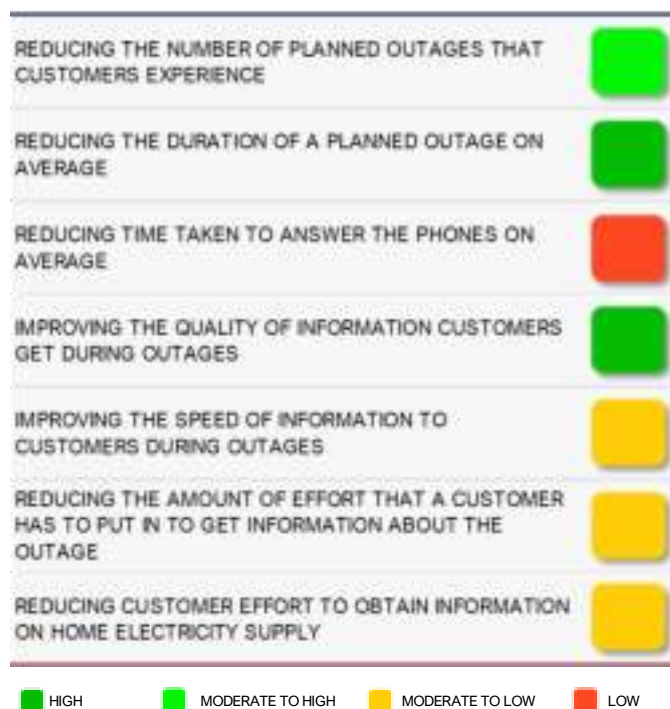 REDUCING THE NUMBER OF PLANNED OUTAGES THAT
CUSTOMERS EXPERIENCE
REDUCING THE DURATION OF A PLANNED OUTAGE ON
AVERAGE
REDUCING TIME TAKEN TO ANSWER THE PHONES ON
AVERAGE
IMPROVING THE QUALITY OF INFORMATION CUSTOMERS
GET DURING OUTAGES
IMPROVING THE SPEED OF INFORMATION TO
CUSTOMERS DURING OUTAGES
REDUCING THE AMOUNT OF EFFORT THAT A CUSTOMER
HAS TO PUT IN TO GET INFORMATION ABOUT THE
OUTAGE
REDUCING CUSTOMER EFFORT TO OBTAIN INFORMATION
ON HOME ELECTRICITY SUPPLY
HIGH MODERATE TO HIGH MODERATE TO LOW LOW